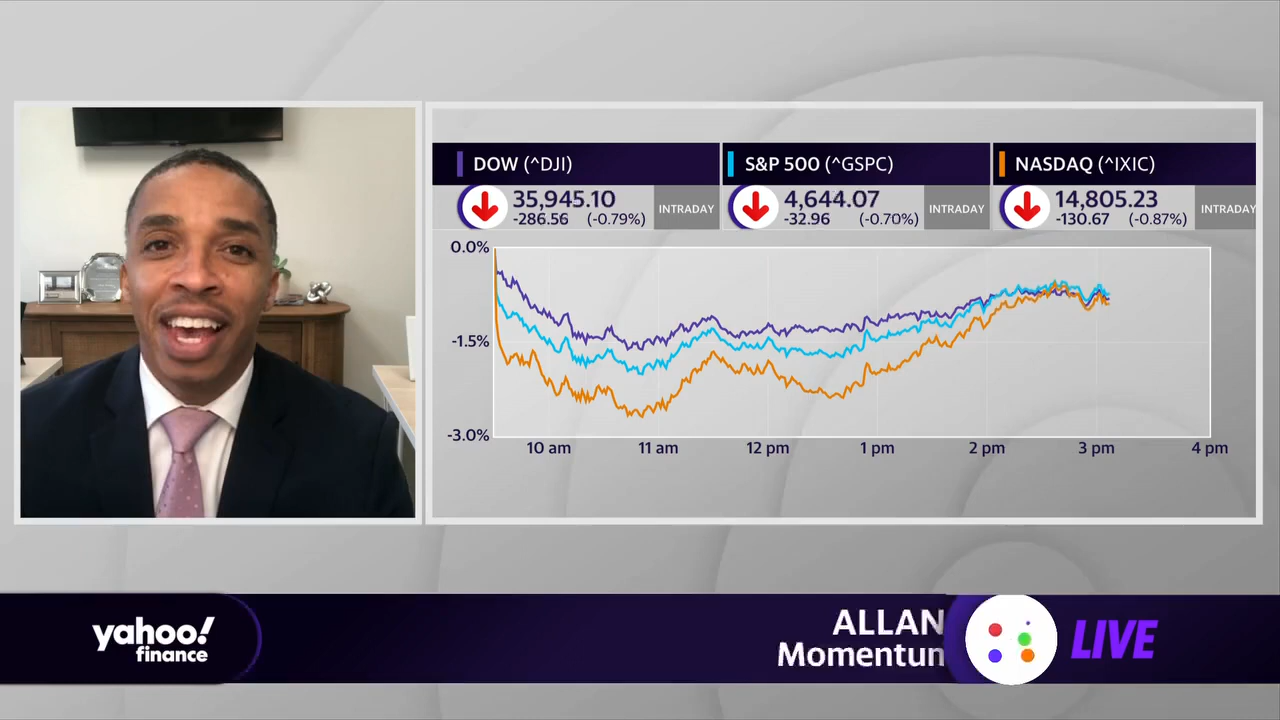 DOW (^DJI)
35,945.10
-286.56 (-0.79%)
INTRADAY
S&P 500 (^GSPC)
4,644.07
-32.96 (-0.70%)
INTRADAY
NASDAQ (^IXIC)
14,805.23
-130.67 (-0.87%)
INTRADAY
0.0%
-1.5%
-3.0%
10 am 11 am 12 pm 1 pm 2 pm 3 pm 4 pm
yahoo!
finance
ALLAN
Momentun
LIVE